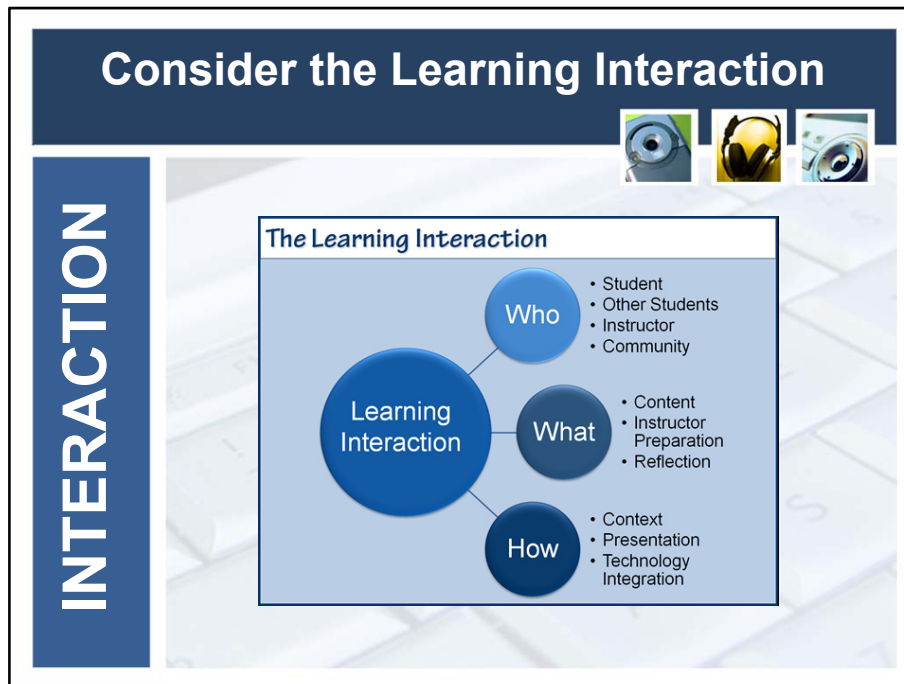 Consider the Learning Interaction
INTERACTION
The Learning Interaction
Learning
Interaction
Who
• Student
• Other Students
• Instructor
• Community
What
• Content
• Instructor
Preparation
• Reflection
How
• Context
• Presentation
• Technology
Integration